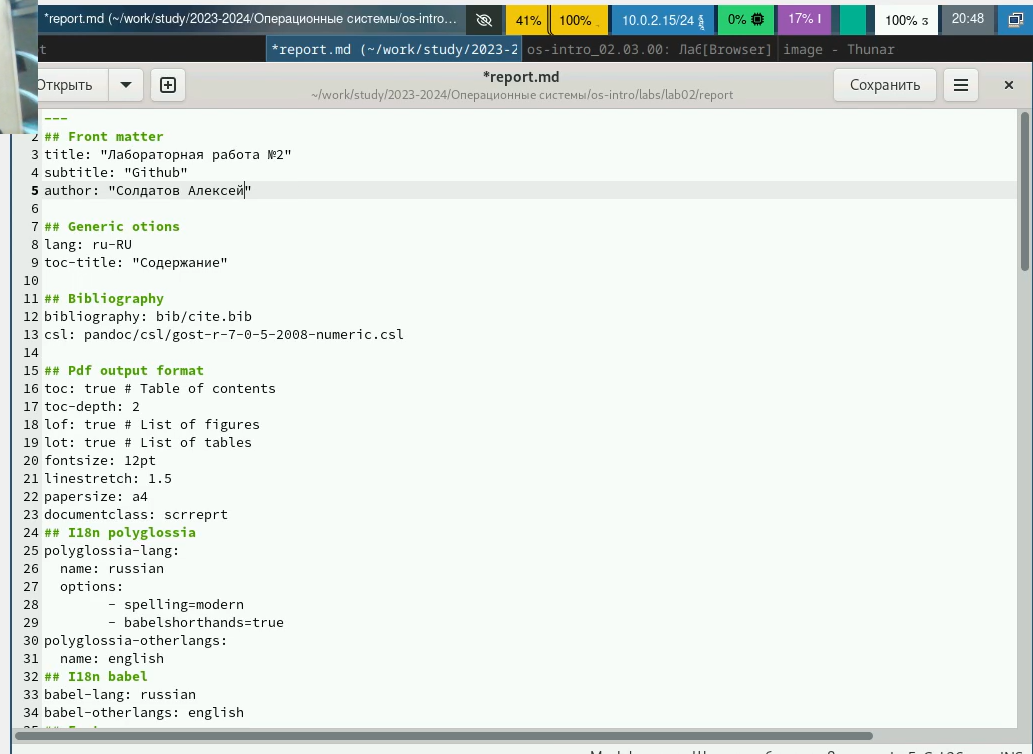 *report.md (~/work/study/2023-2024/Операционные системы/os-intro...
41%
100%
10.0.2.15/24
0%
17%
100%
20:48
*report.md (~/work/study/2023-2
os-intro_02.03.00: Лаб[Browser]
image - Thunar
Открыть
*report.md
~/work/study/2023-2024/Операционные системы/os-intro/labs/lab02/report
Сохранить
---
2 ## Front matter
3 title: "Лабораторная работа №2"
4 subtitle: "Github"
5 author: "Солдатов Алексей"
6
7 ## Generic otions
8 lang: ru-RU
9 toc-title: "Содержание"
10
11 ## Bibliography
12 bibliography: bib/cite.bib
13 csl: pandoc/csl/gost-r-7-0-5-2008-numeric.csl
14
15 ## Pdf output format
16 toc: true # Table of contents
17 toc-depth: 2
18 lof: true # List of figures
19 lot: true # List of tables
20 fontsize: 12pt
21 linestretch: 1.5
22 papersize: a4
23 documentclass: scrreprt
24 ## I18n polyglossia
25 polyglossia-lang:
26 name: russian
27 options:
28 - spelling=modern
29 - babelshorthands=true
30 polyglossia-otherlangs:
31 name: english
32 ## I18n babel
33 babel-lang: russian
34 babel-otherlangs: english